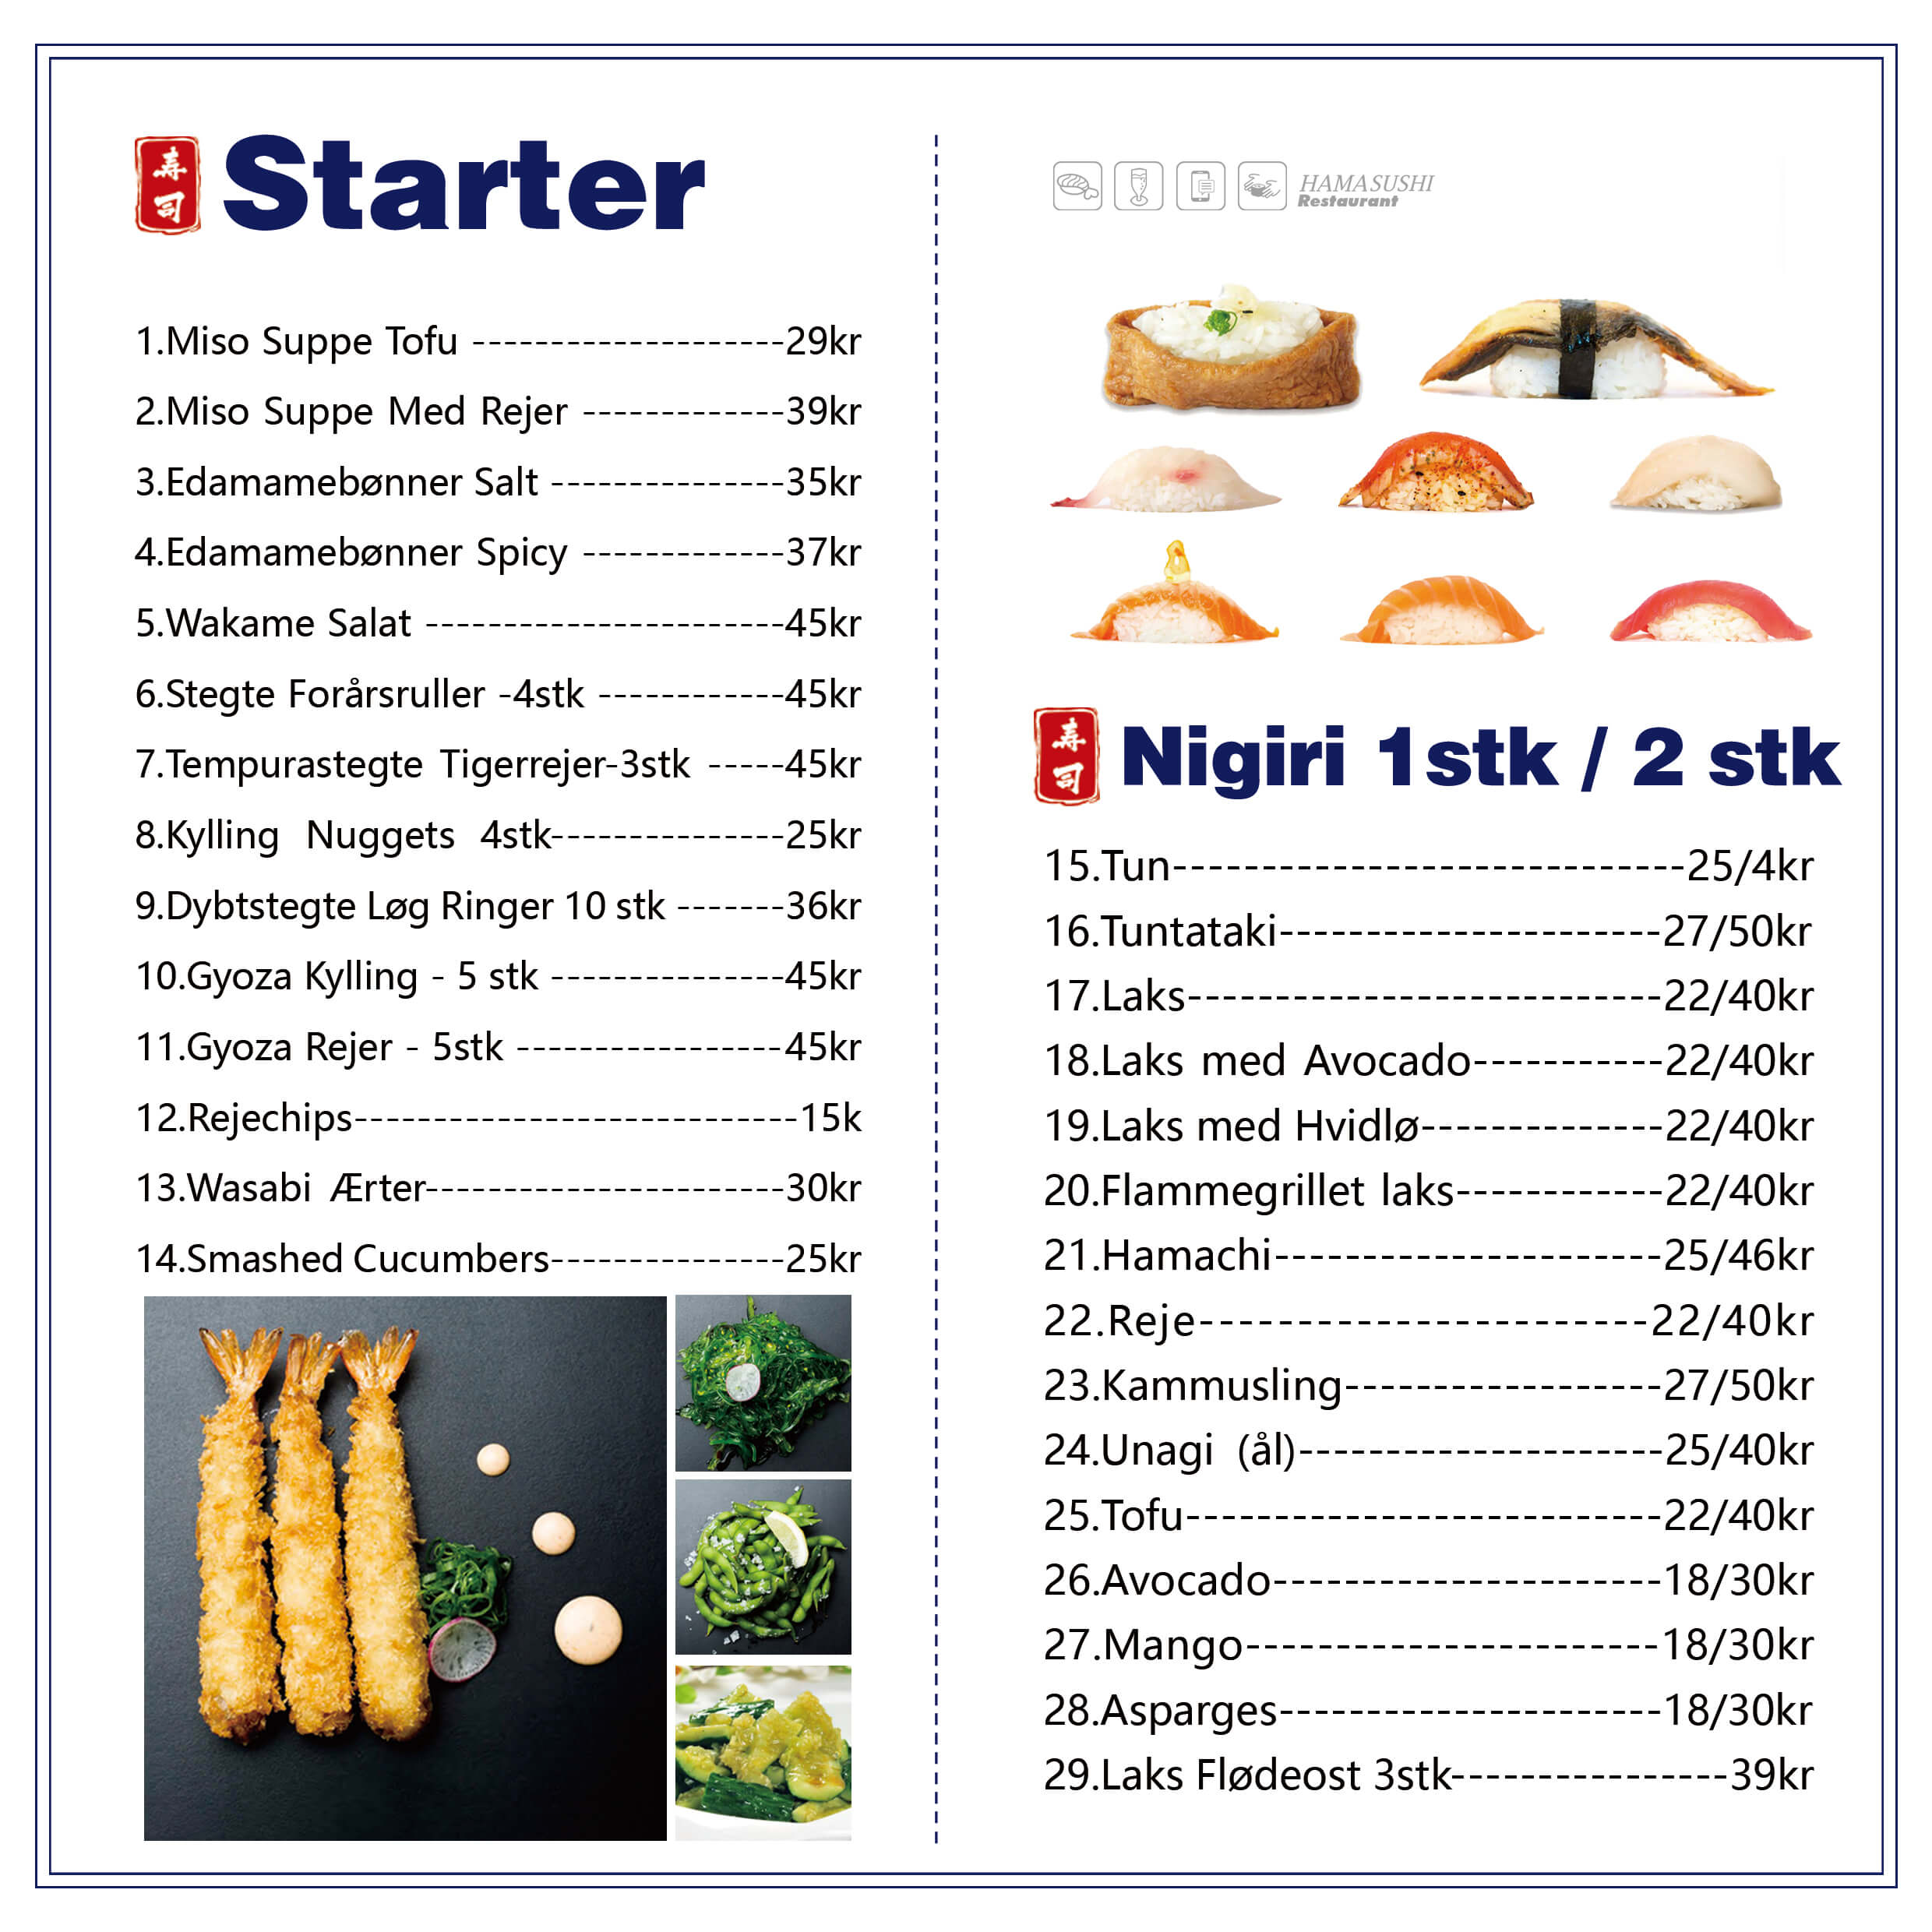 寿司
Starter
1.Miso Suppe Tofu --------------------29kr
2.Miso Suppe Med Rejer -------------39kr
3.Edamamebønner Salt ---------------35kr
4.Edamamebønner Spicy -------------37kr
5.Wakame Salat -----------------------45kr
6.Stegte Forårsruller -4stk ------------45kr
7.Tempurastegte Tigerrejer-3stk -----45kr
8.Kylling Nuggets 4stk---------------25kr
9.Dybtstegte Løg Ringer 10 stk -------36kr
10.Gyoza Kylling - 5 stk ---------------45kr
11.Gyoza Rejer - 5stk -----------------45kr
12.Rejechips-----------------------------15k
13.Wasabi Ærter-----------------------30kr
14.Smashed Cucumbers---------------25kr
HAMASUSHI
Restaurant
寿司
Nigiri 1stk / 2 stk
15.Tun------------------------------25/4kr
16.Tuntataki----------------------27/50kr
17.Laks----------------------------22/40kr
18.Laks med Avocado-----------22/40kr
19.Laks med Hvidlø--------------22/40kr
20.Flammegrillet laks------------22/40kr
21.Hamachi-----------------------25/46kr
22.Reje-------------------------22/40kr
23.Kammusling-------------------27/50kr
24.Unagi (ål)---------------------25/40kr
25.Tofu----------------------------22/40kr
26.Avocado-----------------------18/30kr
27.Mango------------------------18/30kr
28.Asparges----------------------18/30kr
29.Laks Flødeost 3stk----------------39kr